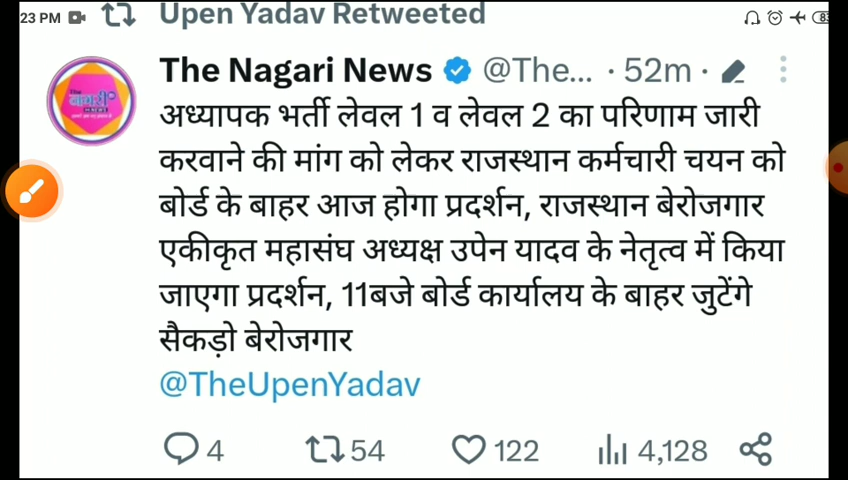 23 PM
83
Upen Yadav Retweeted
The Nagari News @The... · 52m ·
अध्यापक भर्ती लेवल 1 व लेवल 2 का परिणाम जारी
करवाने की मांग को लेकर राजस्थान कर्मचारी चयन को
बोर्ड के बाहर आज होगा प्रदर्शन, राजस्थान बेरोजगार
एकीकृत महासंघ अध्यक्ष उपेन यादव के नेतृत्व में किया
जाएगा प्रदर्शन, 11बजे बोर्ड कार्यालय के बाहर जुटेंगे
सैकड़ो बेरोजगार
@TheUpenYadav
4 54 122 4,128